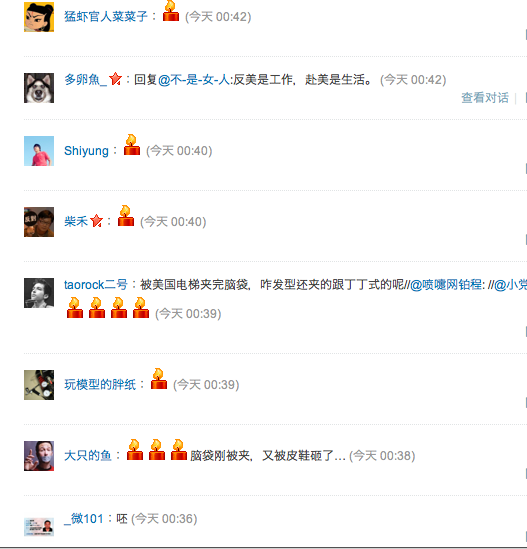 猛虾官人菜菜子： (今天 00:42)
多卵魚_ ：回复@不-是-女-人:反美是工作，赴美是生活。 (今天 00:42)
查看对话
Shiyung： (今天 00:40)
柴禾 ： (今天 00:40)
taorock二号：被美国电梯夹完脑袋，咋发型还夹的跟丁丁式的呢//@喷嚏网铂程: //@小党
(今天 00:39)
玩模型的胖纸： (今天 00:39)
大只的鱼： 脑袋刚被夹，又被皮鞋砸了... (今天 00:38)
_微101：呸 (今天 00:36)